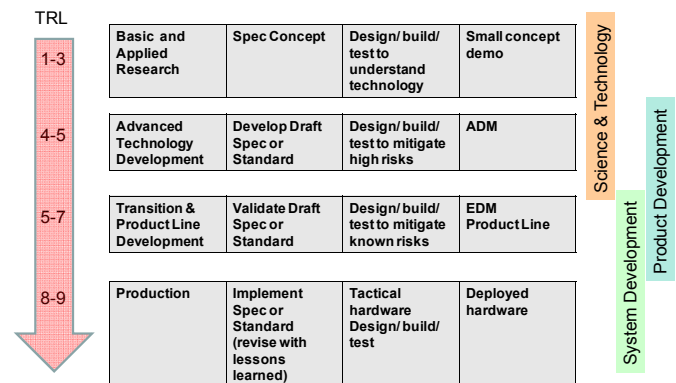 TRL
1-3
Basic and
Applied
Research
Spec Concept
Design/build/
test to
understand
technology
Small concept
demo
4-5
Advanced
Technology
Development
Develop Draft
Spec or
Standard
Design/build/
test to mitigate
high risks
ADM
5-7
Transition &
Product Line
Development
Validate Draft
Spec or
Standard
Design/build/
test to mitigate
known risks
EDM
Product Line
8-9
Production
Implement
Spec or
Standard
(revise with
lessons
learned)
Tactical
hardware
Design/build/
test
Deployed
hardware
Science & Technology
System Development
Product Development